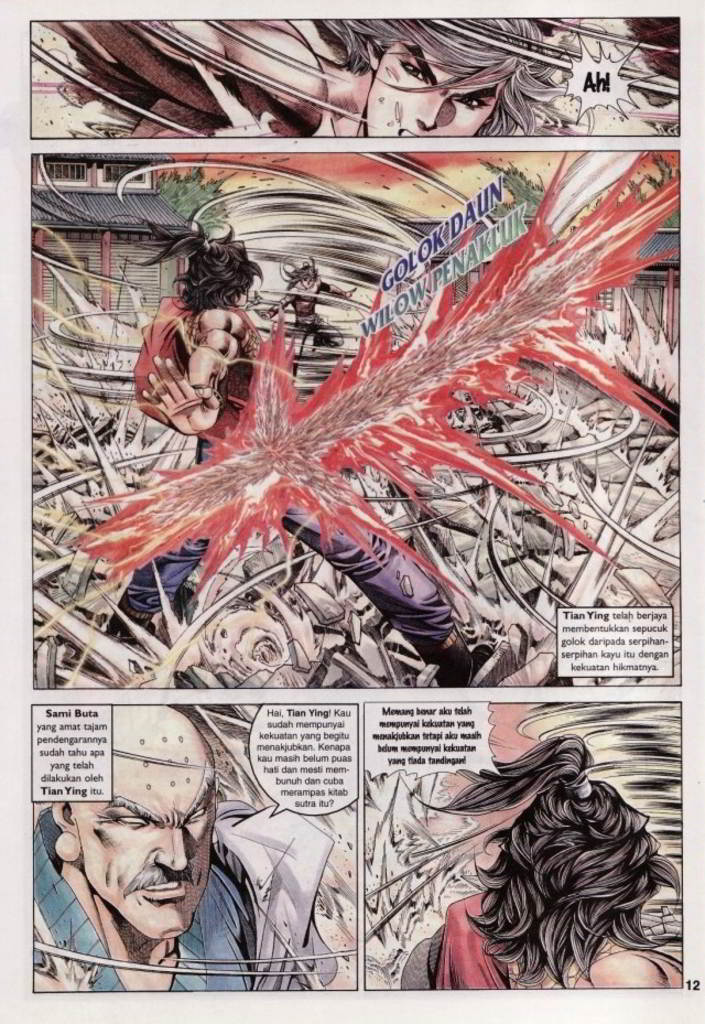 Ah!
GOLOK DAUN
WILOW PENAKLUK
Tian Ying telah berjaya
membentukkan sepucuk
golok daripada serpihan-
serpihan kayu itu dengan
kekuatan hikmatnya.
Sami Buta
yang amat tajam
pendengarannya
sudah tahu apa
yang telah
dilakukan oleh
Tian Ying itu.
Hai, Tian Ying! Kau
sudah mempunyai
kekuatan yang begitu
menakjubkan. Kenapa
kau masih belum puas
hati dan mesti mem-
bunuh dan cuba
merampas kitab
sutra itu?
Memang benar aku telah
mempunyai kekuatan yang
menakjubkan tetapi aku masih
belum mempunyai kekuatan
yang tiada tandingan!
12